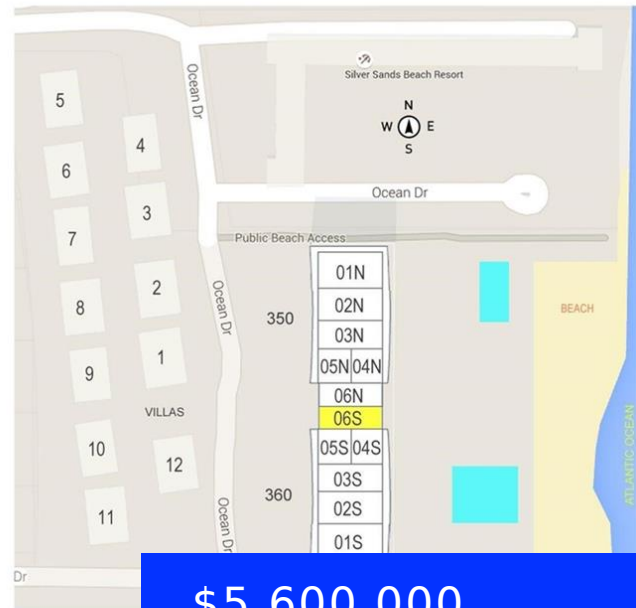 Silver Sands Beach Resort
N
W E
S
Ocean Dr
Ocean Dr
Public Beach Access
5
4
6
3
7
2
8
1
9
VILLAS
10
12
11
Ocean Dr
Ocean Dr
350
01N
02N
03N
05N 04N
06N
06S
05S 04S
360
03S
02S
01S
BEACH
ATLANTIC OCEAN
Dr
$5,600,000